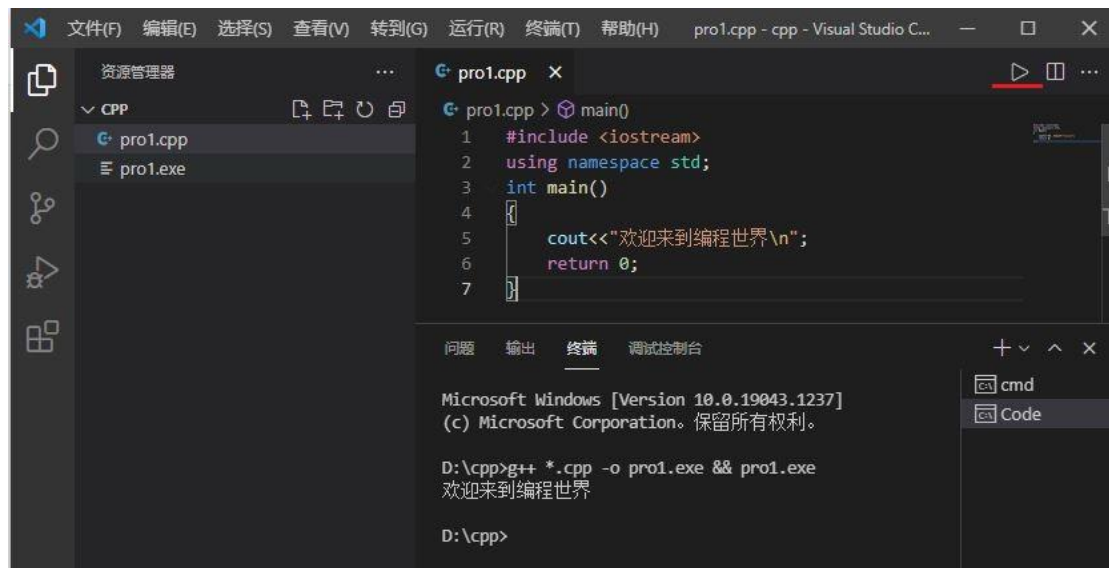 文件(F) 编辑(E) 选择(S) 查看(V) 转到(G) 运行(R) 终端(T) 帮助(H) pro1.cpp - cpp - Visual Studio C...
资源管理器 ...
CPP
pro1.cpp
pro1.exe
pro1.cpp
pro1.cpp > main()
1 #include <iostream>
2 using namespace std;
3 int main()
4 {
5 cout<<"欢迎来到编程世界\n";
6 return 0;
7 }
问题 输出 终端 调试控制台
Microsoft Windows [Version 10.0.19043.1237]
(c) Microsoft Corporation。保留所有权利。
D:\cpp>g++ *.cpp -o pro1.exe && pro1.exe
欢迎来到编程世界
D:\cpp>
cmd
Code